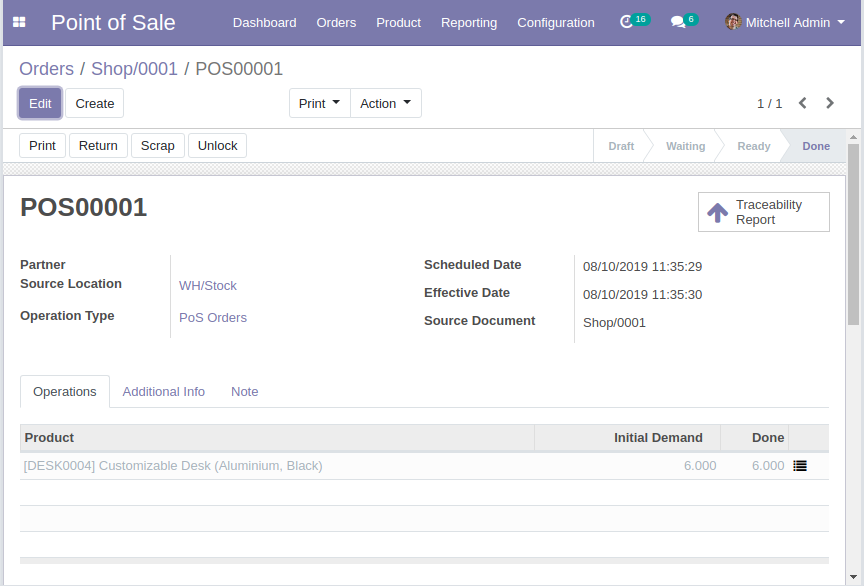 Point of Sale Dashboard Orders Product Reporting Configuration 16 6 Mitchell Admin
Orders / Shop/0001 / POS00001
Edit Create Print Action 1 / 1
Print Return Scrap Unlock Draft Waiting Ready Done
POS00001
Traceability
Report
Partner
Source Location WH/Stock
Operation Type PoS Orders
Scheduled Date 08/10/2019 11:35:29
Effective Date 08/10/2019 11:35:30
Source Document Shop/0001
Operations Additional Info Note
Product Initial Demand Done
[DESK0004] Customizable Desk (Aluminium, Black) 6.000 6.000